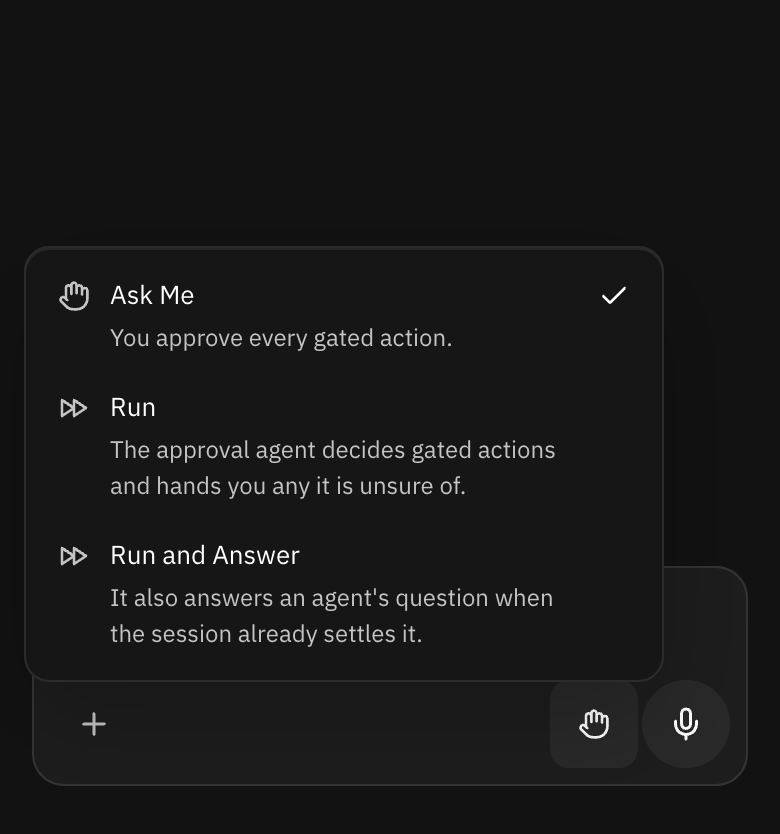 Ask Me
You approve every gated action.
Run
The approval agent decides gated actions
and hands you any it is unsure of.
Run and Answer
It also answers an agent's question when
the session already settles it.